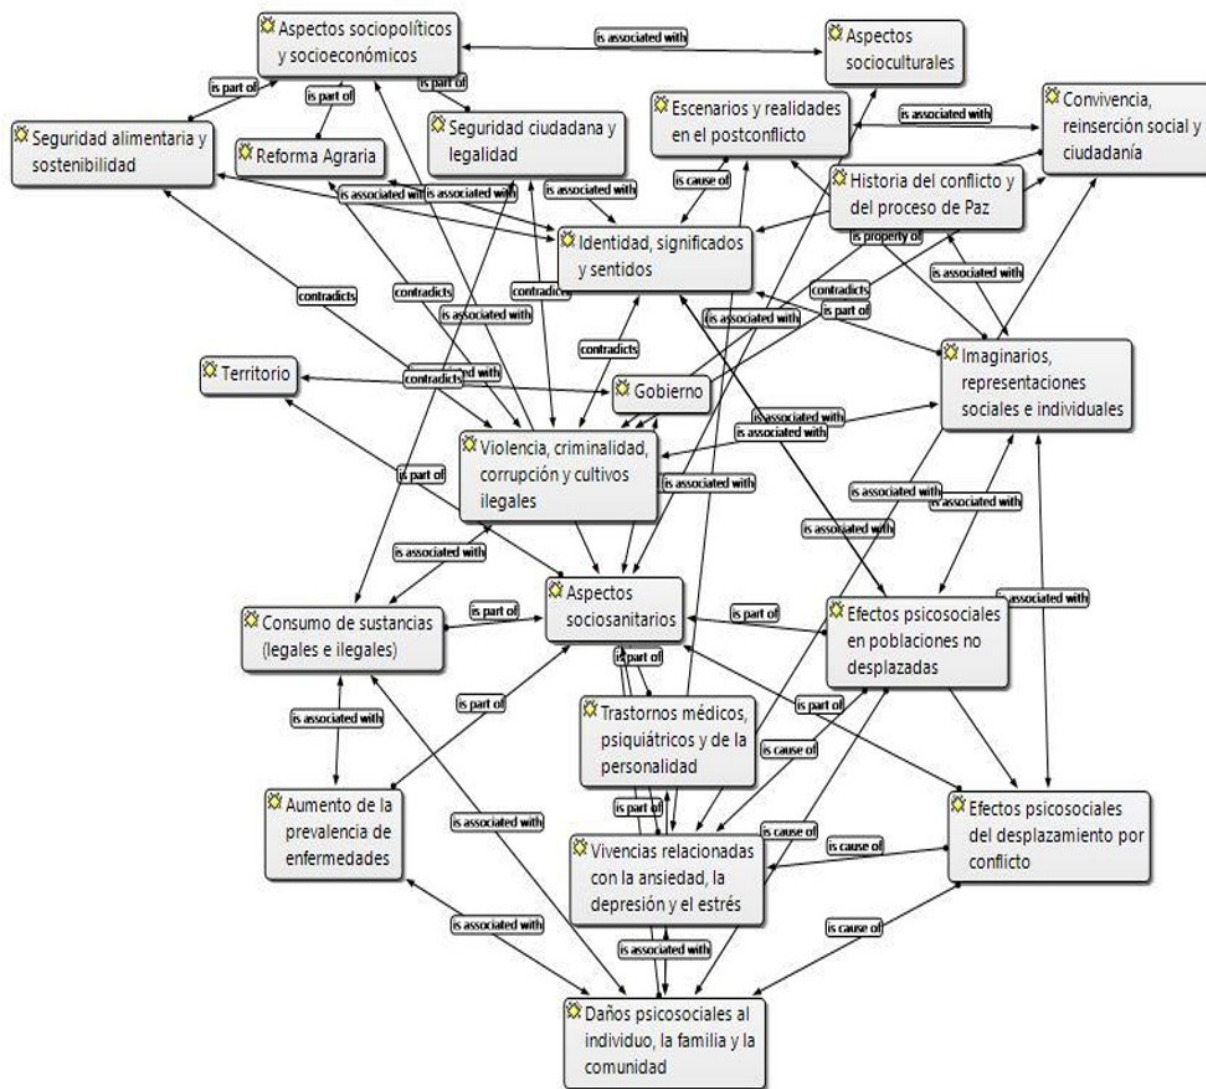 Aspectos sociopolíticos
y socioeconómicos
is associated with
Aspectos
socioculturales
is part of
is part of
is part of
Escenarios y realidades
en el postconflicto
is associated with
Convivencia,
reinserción social y
ciudadanía
Seguridad alimentaria y
sostenibilidad
Reforma Agraria
Seguridad ciudadana y
legalidad
is cause of
Historia del conflicto y
del proceso de Paz
is associated
is associated with
is associated with
Identidad, significados
y sentidos
is property of
is associated with
contradicts
contradicts
contradicts
contradicts
is associated with
is associated with
is part of
contradicts
Territorio
with
contradicts
Gobierno
Imaginarios,
representaciones
sociales e individuales
is associated with
is associated with
Violencia, criminalidad,
corrupción y cultivos
ilegales
is part of
is associated with
is associated with
is associated with
is associated with
is associated with
Aspectos
sociosanitarios
is part of
is part of
Consumo de sustancias
(legales e ilegales)
Efectos psicosociales
en poblaciones no
desplazadas
is associated with
is part of
is part of
is associated with
Trastornos médicos,
psiquiátricos y de la
personalidad
is cause of
is part of
Aumento de la
prevalencia de
enfermedades
is associated with
is part of
is cause of
Efectos psicosociales
del desplazamiento por
conflicto
Vivencias relacionadas
con la ansiedad, la
depresión y el estrés
is cause of
is associated with
is associated with
is cause of
Daños psicosociales al
individuo, la familia y la
comunidad